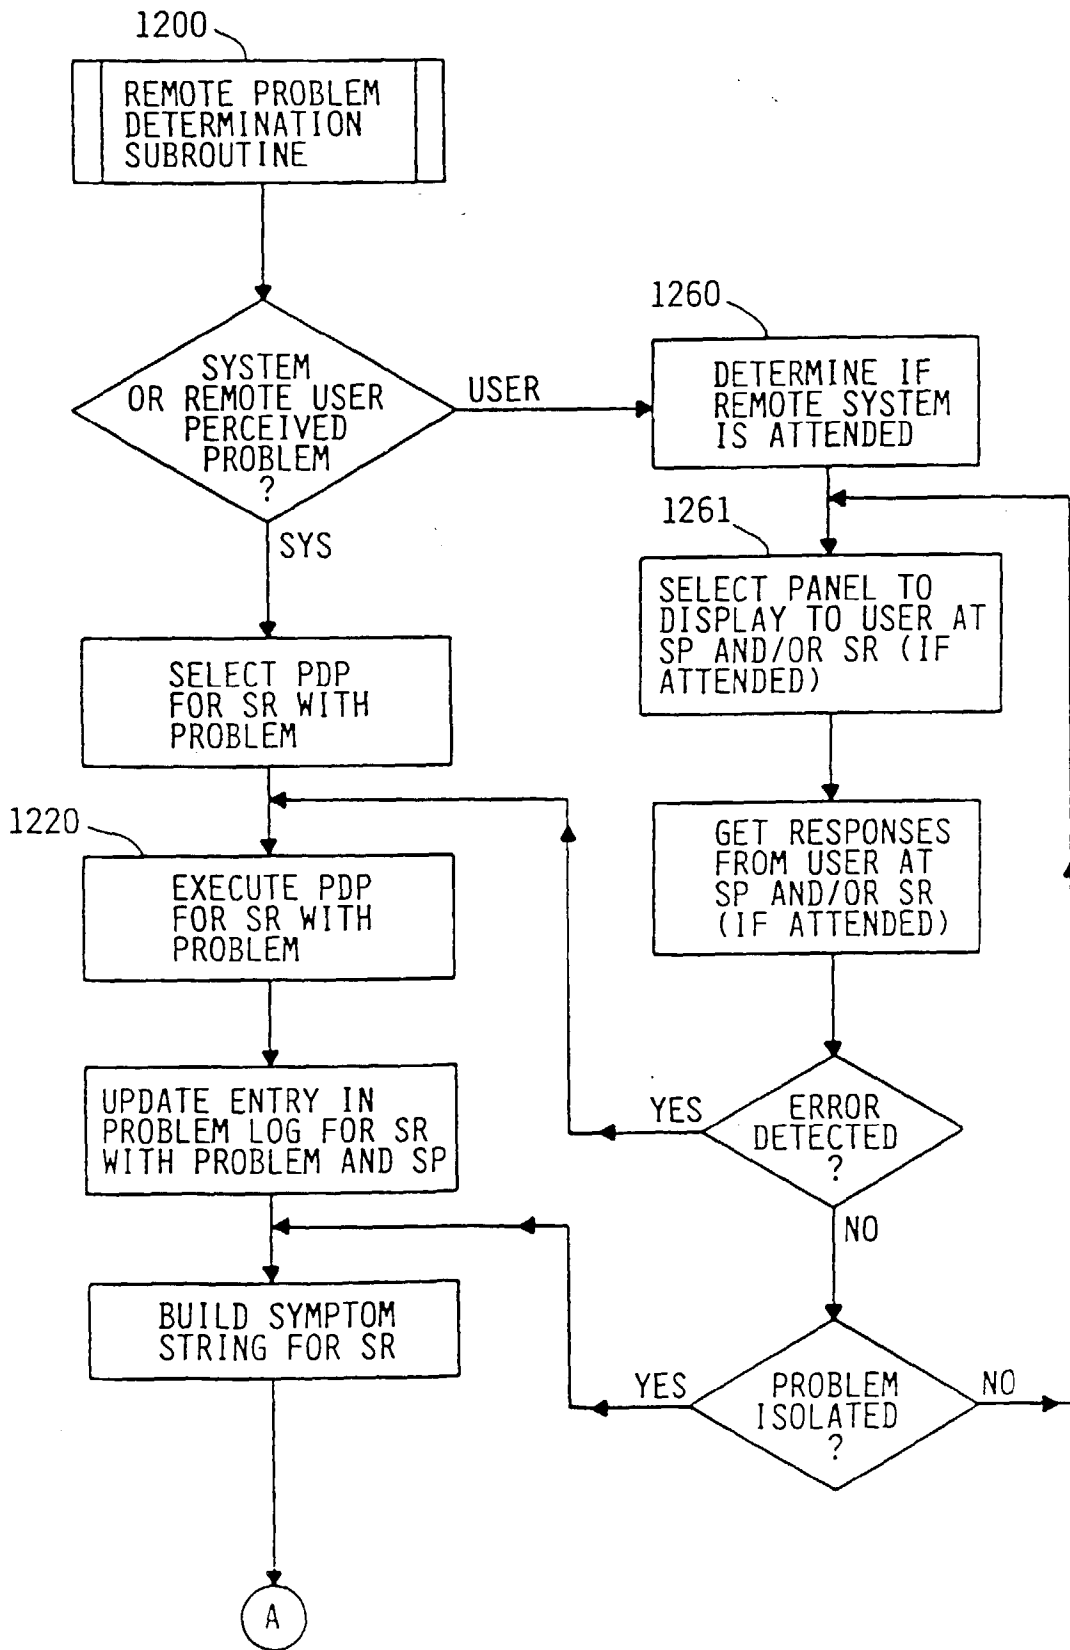 1200
REMOTE PROBLEM
DETERMINATION
SUBROUTINE
SYSTEM
OR REMOTE USER
PERCEIVED
PROBLEM
?
USER
SYS
1260
DETERMINE IF
REMOTE SYSTEM
IS ATTENDED
1261
SELECT PANEL TO
DISPLAY TO USER AT
SP AND/OR SR (IF
ATTENDED)
SELECT PDP
FOR SR WITH
PROBLEM
1220
EXECUTE PDP
FOR SR WITH
PROBLEM
GET RESPONSES
FROM USER AT
SP AND/OR SR
(IF ATTENDED)
UPDATE ENTRY IN
PROBLEM LOG FOR SR
WITH PROBLEM AND SP
YES
ERROR
DETECTED
?
NO
BUILD SYMPTOM
STRING FOR SR
YES
PROBLEM
ISOLATED
?
NO
A